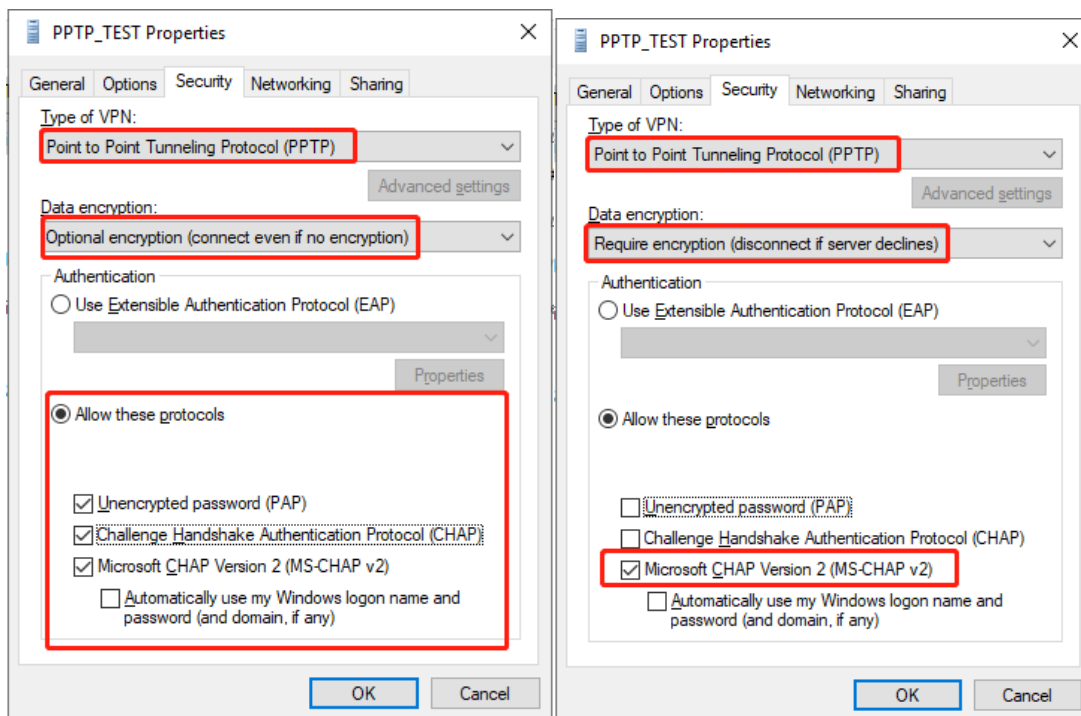 PPTP_TEST Properties
General Options Security Networking Sharing
Type of VPN:
Point to Point Tunneling Protocol (PPTP)
Advanced settings
Data encryption:
Optional encryption (connect even if no encryption)
Authentication
Use Extensible Authentication Protocol (EAP)
Properties
Allow these protocols
Unencrypted password (PAP)
Challenge Handshake Authentication Protocol (CHAP)
Microsoft CHAP Version 2 (MS-CHAP v2)
Automatically use my Windows logon name and
password (and domain, if any)
OK Cancel
PPTP_TEST Properties
General Options Security Networking Sharing
Type of VPN:
Point to Point Tunneling Protocol (PPTP)
Advanced settings
Data encryption:
Require encryption (disconnect if server declines)
Authentication
Use Extensible Authentication Protocol (EAP)
Properties
Allow these protocols
Unencrypted password (PAP)
Challenge Handshake Authentication Protocol (CHAP)
Microsoft CHAP Version 2 (MS-CHAP v2)
Automatically use my Windows logon name and
password (and domain, if any)
OK Cancel